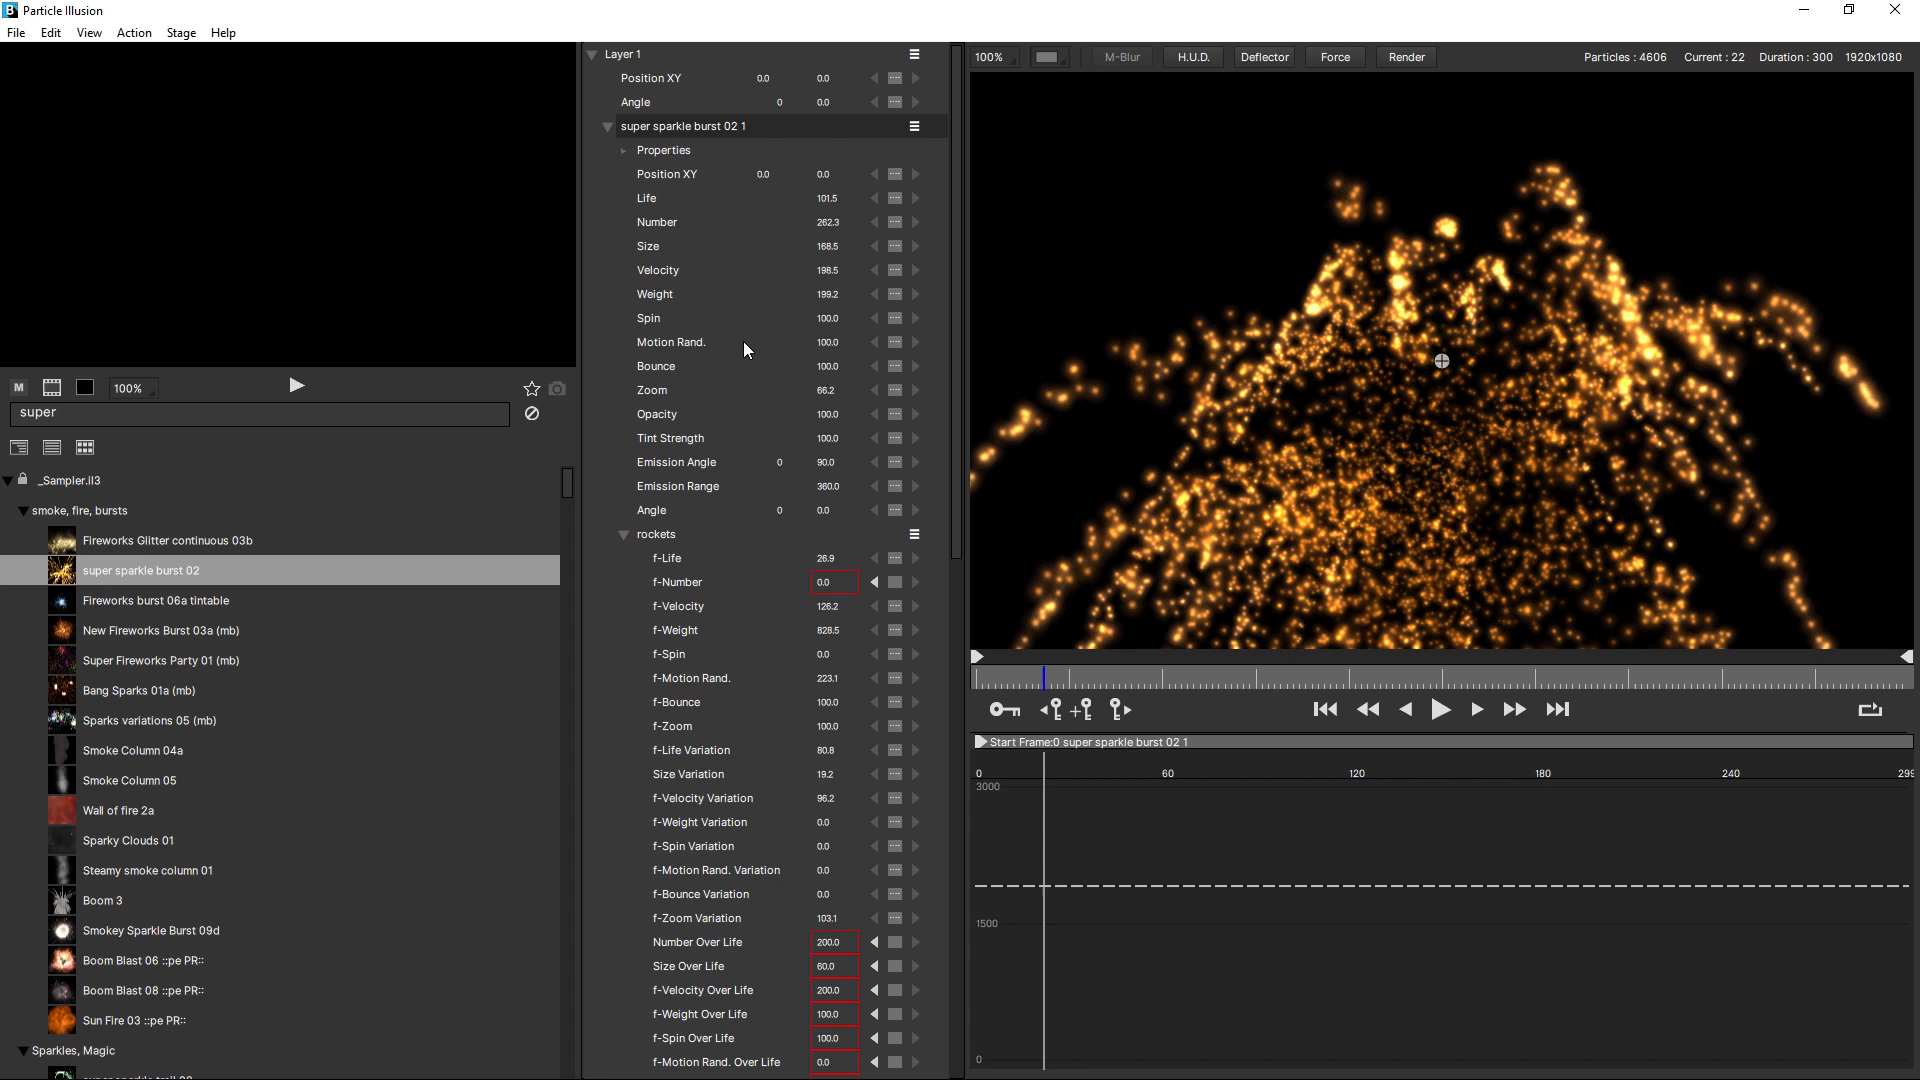 Particle Illusion
File Edit View Action Stage Help
M 100%
super
_Sampler.il3
smoke, fire, bursts
Fireworks Glitter continuous 03b
super sparkle burst 02
Fireworks burst 06a tintable
New Fireworks Burst 03a (mb)
Super Fireworks Party 01 (mb)
Bang Sparks 01a (mb)
Sparks variations 05 (mb)
Smoke Column 04a
Smoke Column 05
Wall of fire 2a
Sparky Clouds 01
Steamy smoke column 01
Boom 3
Smokey Sparkle Burst 09d
Boom Blast 06 ::pe PR::
Boom Blast 08 ::pe PR::
Sun Fire 03 ::pe PR::
Sparkles, Magic
Layer 1
Position XY 0.0 0.0
Angle 0 0.0
super sparkle burst 02 1
Properties
Position XY 0.0 0.0
Life 101.5
Number 262.3
Size 168.5
Velocity 198.5
Weight 199.2
Spin 100.0
Motion Rand. 100.0
Bounce 100.0
Zoom 66.2
Opacity 100.0
Tint Strength 100.0
Emission Angle 0 90.0
Emission Range 360.0
Angle 0 0.0
rockets
f-Life 26.9
f-Number 0.0
f-Velocity 126.2
f-Weight 828.5
f-Spin 0.0
f-Motion Rand. 223.1
f-Bounce 100.0
f-Zoom 100.0
f-Life Variation 80.8
Size Variation 19.2
f-Velocity Variation 96.2
f-Weight Variation 0.0
f-Spin Variation 0.0
f-Motion Rand. Variation 0.0
f-Bounce Variation 0.0
f-Zoom Variation 103.1
Number Over Life 200.0
Size Over Life 60.0
f-Velocity Over Life 200.0
f-Weight Over Life 100.0
f-Spin Over Life 100.0
f-Motion Rand. Over Life 0.0
100% M-Blur H.U.D. Deflector Force Render Particles : 4606 Current : 22 Duration : 300 1920x1080
Start Frame:0 super sparkle burst 02 1
0 60 120 180 240 299
3000
1500
0